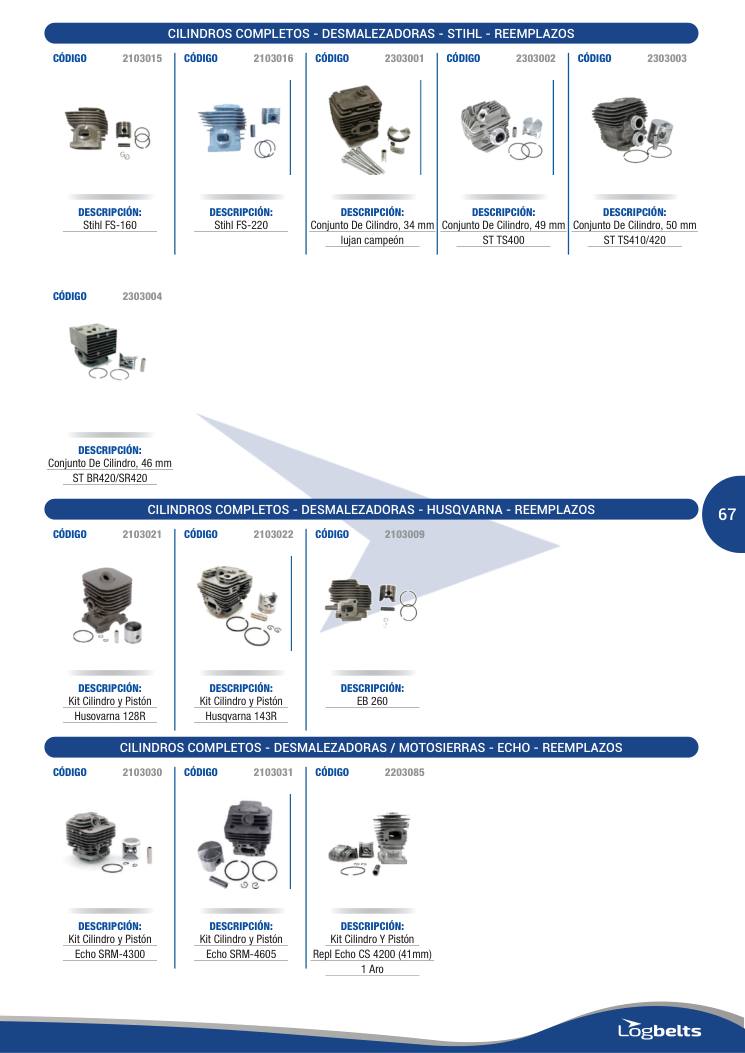 CILINDROS COMPLETOS - DESMALEZADORAS - STIHL - REEMPLAZOS
CÓDIGO 2103015
DESCRIPCIÓN:
Stihl FS-160
CÓDIGO 2103016
DESCRIPCIÓN:
Stihl FS-220
CÓDIGO 2303001
DESCRIPCIÓN:
Conjunto De Cilindro, 34 mm
lujan campeón
CÓDIGO 2303002
DESCRIPCIÓN:
Conjunto De Cilindro, 49 mm
ST TS400
CÓDIGO 2303003
DESCRIPCIÓN:
Conjunto De Cilindro, 50 mm
ST TS410/420
CÓDIGO 2303004
DESCRIPCIÓN:
Conjunto De Cilindro, 46 mm
ST BR420/SR420
CILINDROS COMPLETOS - DESMALEZADORAS - HUSQVARNA - REEMPLAZOS
67
CÓDIGO 2103021
DESCRIPCIÓN:
Kit Cilindro y Pistón
Husovarna 128R
CÓDIGO 2103022
DESCRIPCIÓN:
Kit Cilindro y Pistón
Husqvarna 143R
CÓDIGO 2103009
DESCRIPCIÓN:
EB 260
CILINDROS COMPLETOS - DESMALEZADORAS / MOTOSIERRAS - ECHO - REEMPLAZOS
CÓDIGO 2103030
DESCRIPCIÓN:
Kit Cilindro y Pistón
Echo SRM-4300
CÓDIGO 2103031
DESCRIPCIÓN:
Kit Cilindro y Pistón
Echo SRM-4605
CÓDIGO 2203085
DESCRIPCIÓN:
Kit Cilindro Y Pistón
Repl Echo CS 4200 (41mm)
1 Aro
Logbelts